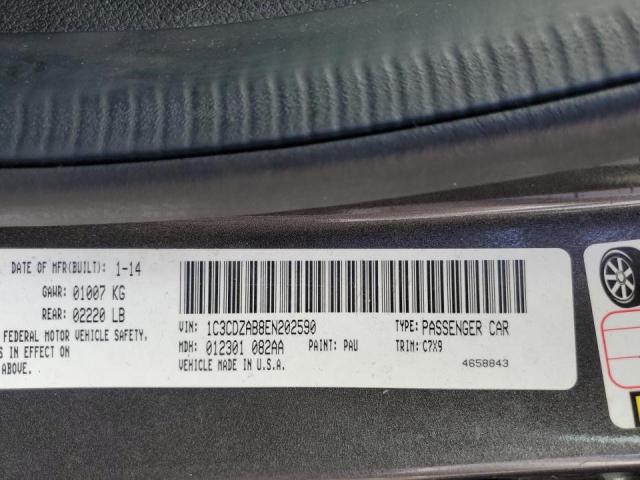 DATE OF MFR(BUILT): 1-14
GAWR: 01007 KG
REAR: 02220 LB
FEDERAL MOTOR VEHICLE SAFETY,
S IN EFFECT ON
ABOVE.
VIN: 1C3CDZAB8EN202590 TYPE: PASSENGER CAR
MDH: 012301 082AA PAINT: PAU TRIM: C7X9
VEHICLE MADE IN U.S.A. 4658843